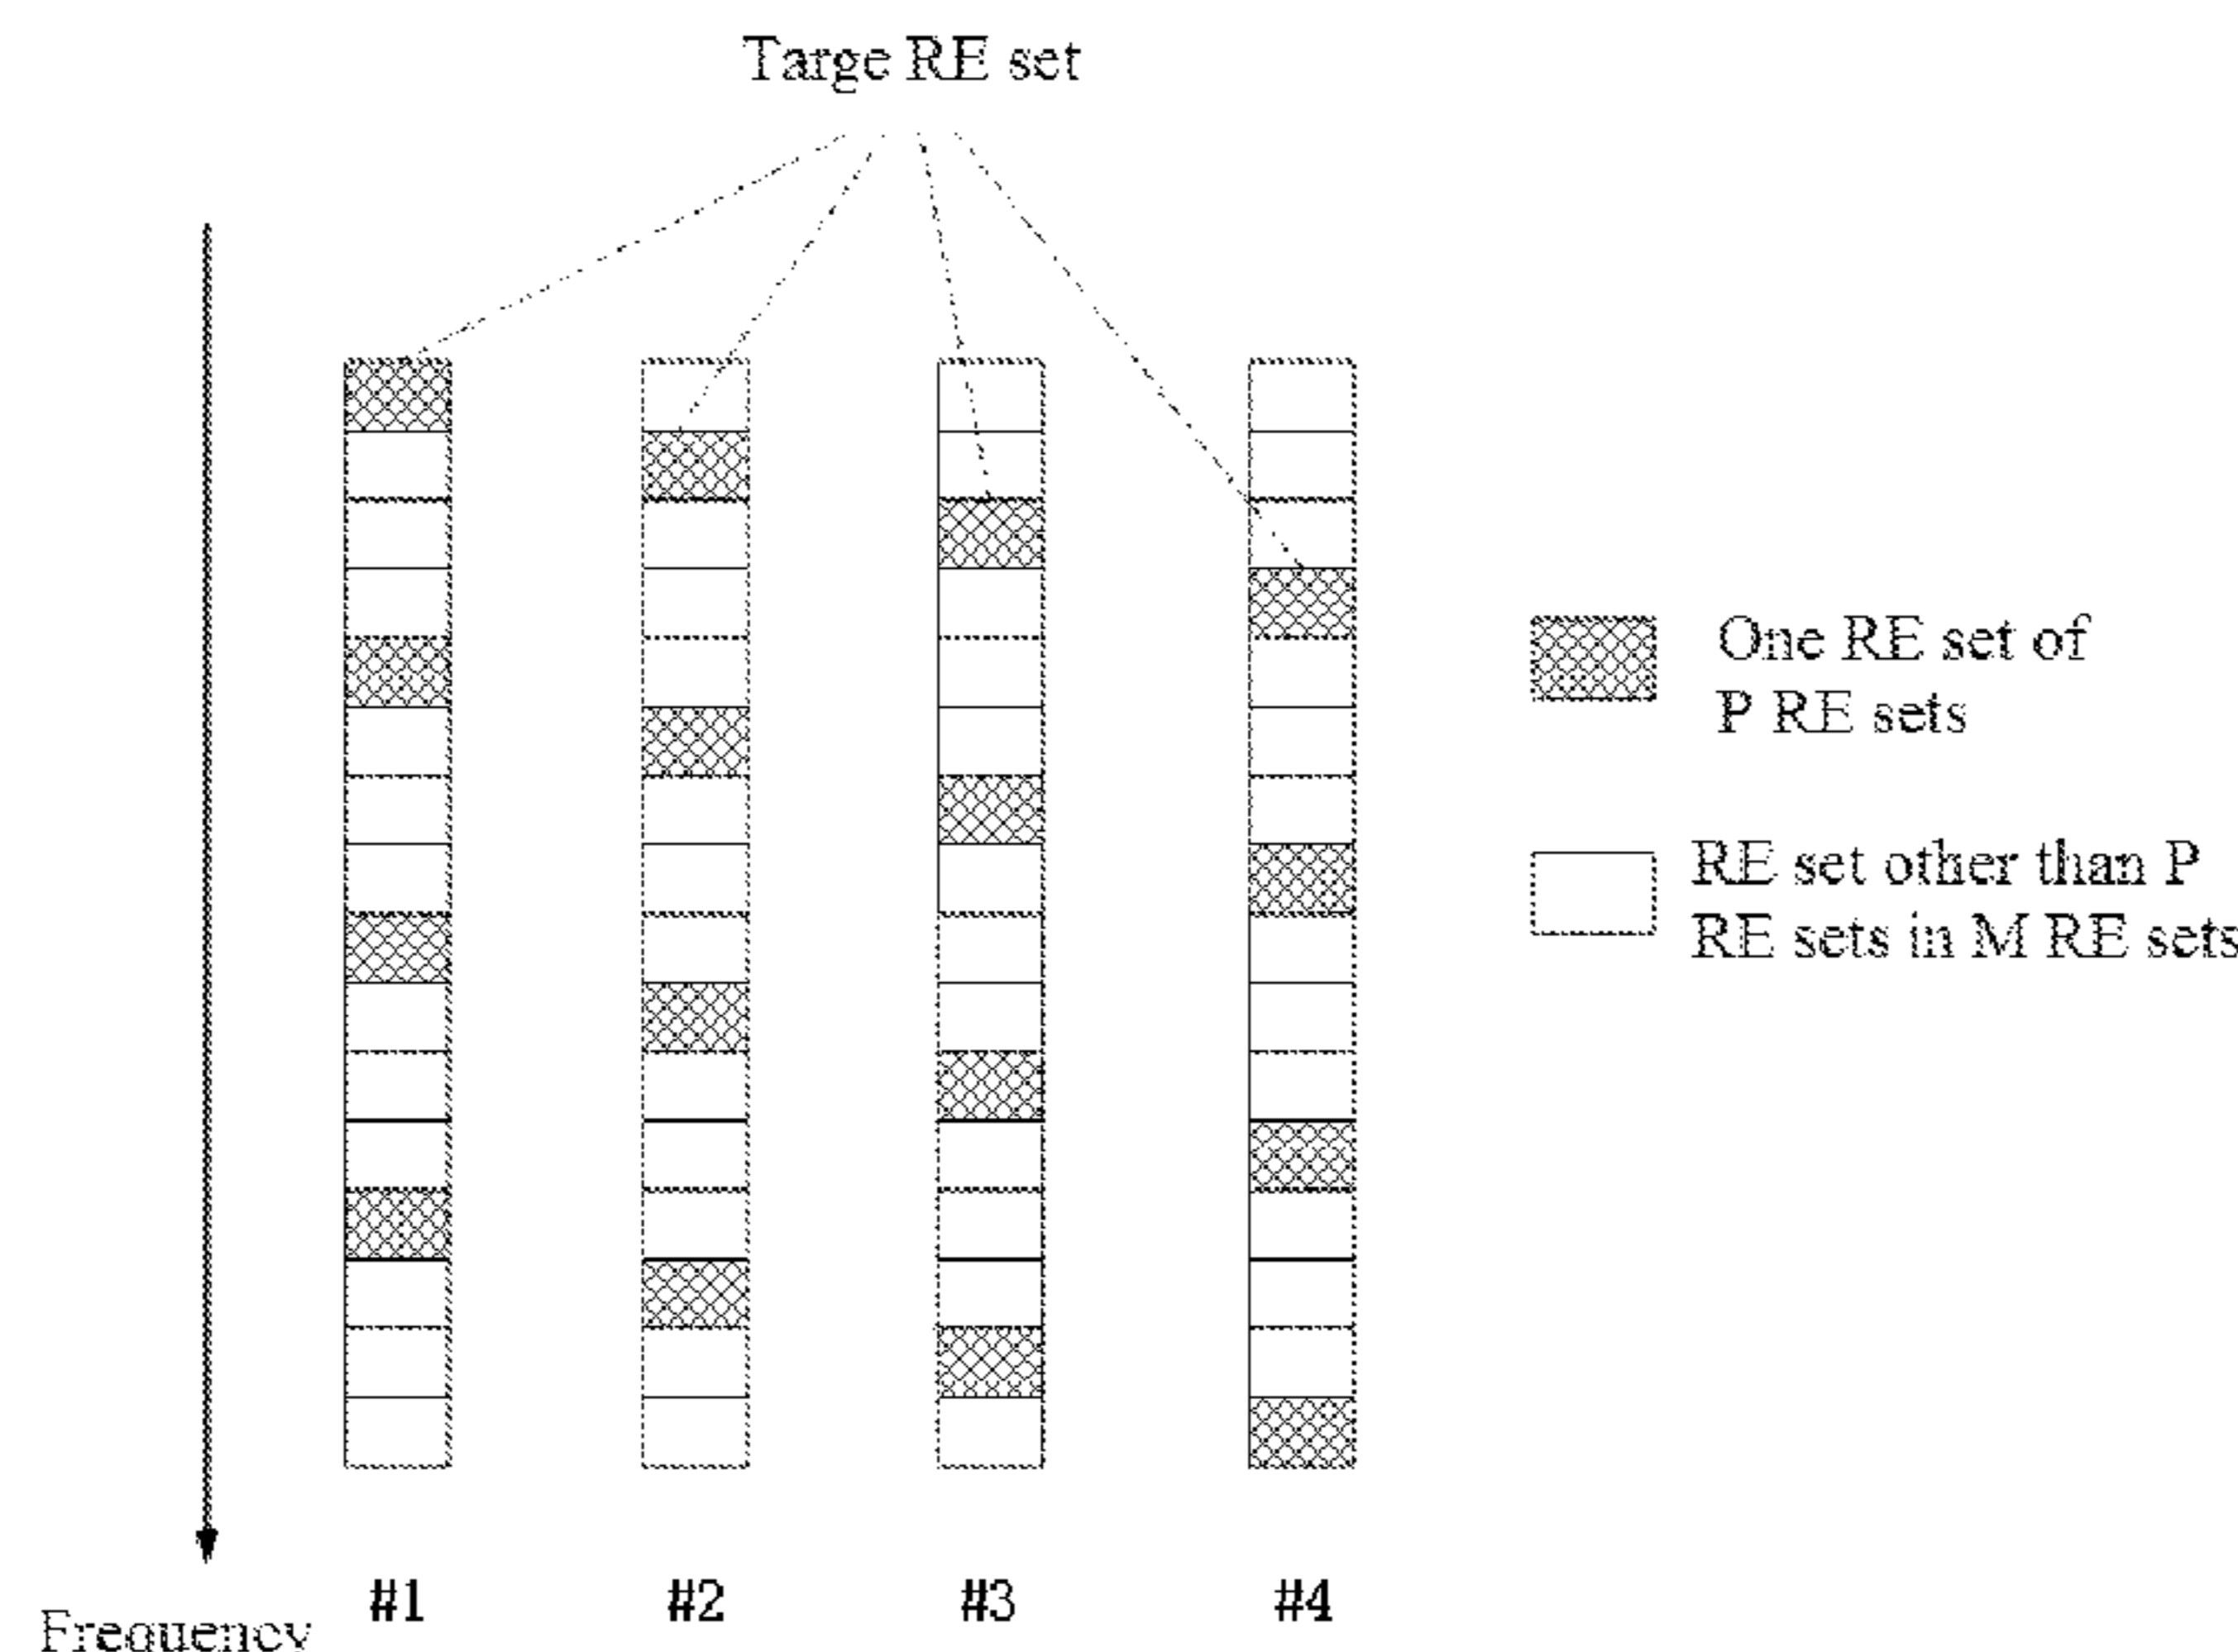 Targe RE set
One RE set of
P RE sets
RE set other than P
RE sets in M RE sets
#1 #2 #3 #4
Frequency